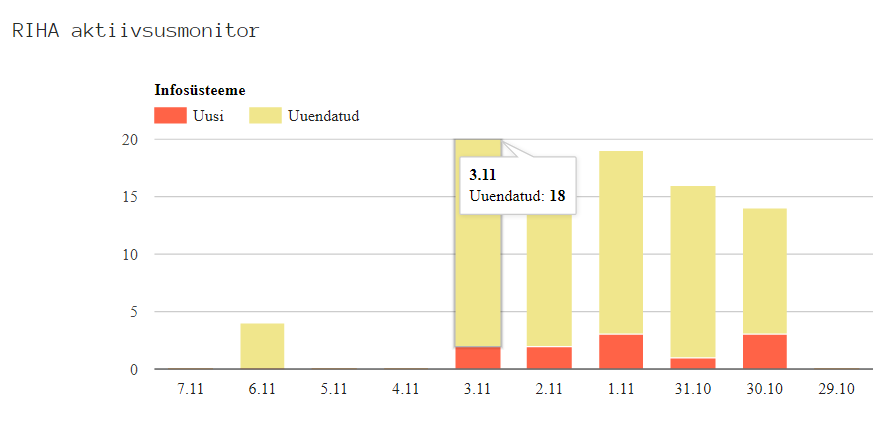 RIHA aktiivsusmonitor
Infosüsteeme
Uusi Uuendatud
20
3.11
Uuendatud: 18
15
10
5
0
7.11 6.11 5.11 4.11 3.11 2.11 1.11 31.10 30.10 29.10